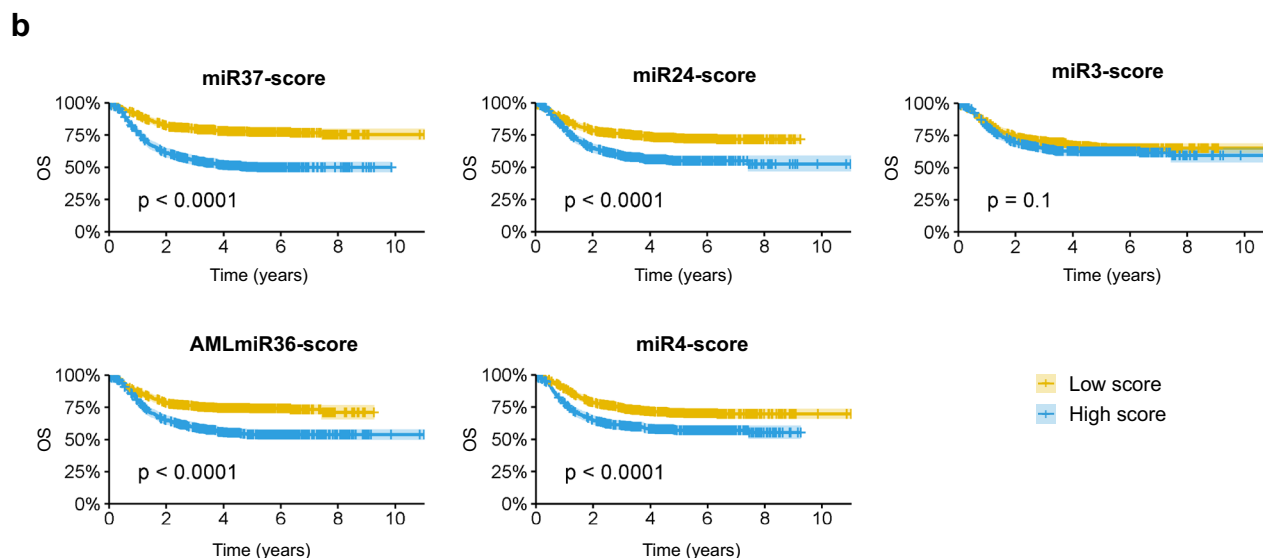 b
miR37-score
100%
75%
50%
25%
0%
OS
p < 0.0001
0 2 4 6 8 10
Time (years)
miR24-score
100%
75%
50%
25%
0%
OS
p < 0.0001
0 2 4 6 8 10
Time (years)
miR3-score
100%
75%
50%
25%
0%
OS
p = 0.1
0 2 4 6 8 10
Time (years)
AMLmiR36-score
100%
75%
50%
25%
0%
OS
p < 0.0001
0 2 4 6 8 10
Time (years)
miR4-score
100%
75%
50%
25%
0%
OS
p < 0.0001
0 2 4 6 8 10
Time (years)
Low score
High score